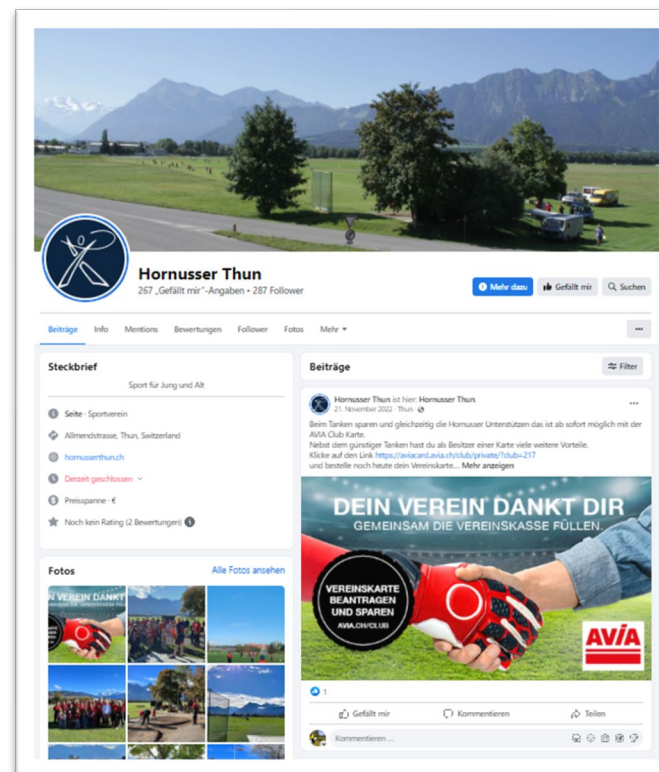 Hornusser Thun
267 „Gefällt mir"-Angaben • 287 Follower
Mehr dazu
Gefällt mir
Suchen
Beiträge
Info
Mentions
Bewertungen
Follower
Fotos
Mehr
Steckbrief
Sport für Jung und Alt
Seite · Sportverein
Allmendstrasse, Thun, Switzerland
hornusserthun.ch
Derzeit geschlossen
Preisspanne · €
Noch kein Rating (2 Bewertungen)
Fotos
Alle Fotos ansehen
N VEREIN DANKT
Beiträge
Filter
Hornusser Thun ist hier: Hornusser Thun.
21. November 2022 · Thun ·
Beim Tanken sparen und gleichzeitig die Hornusser Unterstützen das ist ab sofort möglich mit der
AVIA Club Karte.
Nebst dem günstiger Tanken hast du als Besitzer einer Karte viele weitere Vorteile.
Klicke auf den Link https://aviacard.avia.ch/club/private/?club=217
und bestelle noch heute dein Vereinskarte... Mehr anzeigen
DEIN VEREIN DANKT DIR
GEMEINSAM DIE VEREINSKASSE FÜLLEN.
VEREINSKARTE
BEANTRAGEN
UND SPAREN
AVIA.CH/CLUB
AVIA
1
Gefällt mir
Kommentieren
Teilen
Kommentieren ...